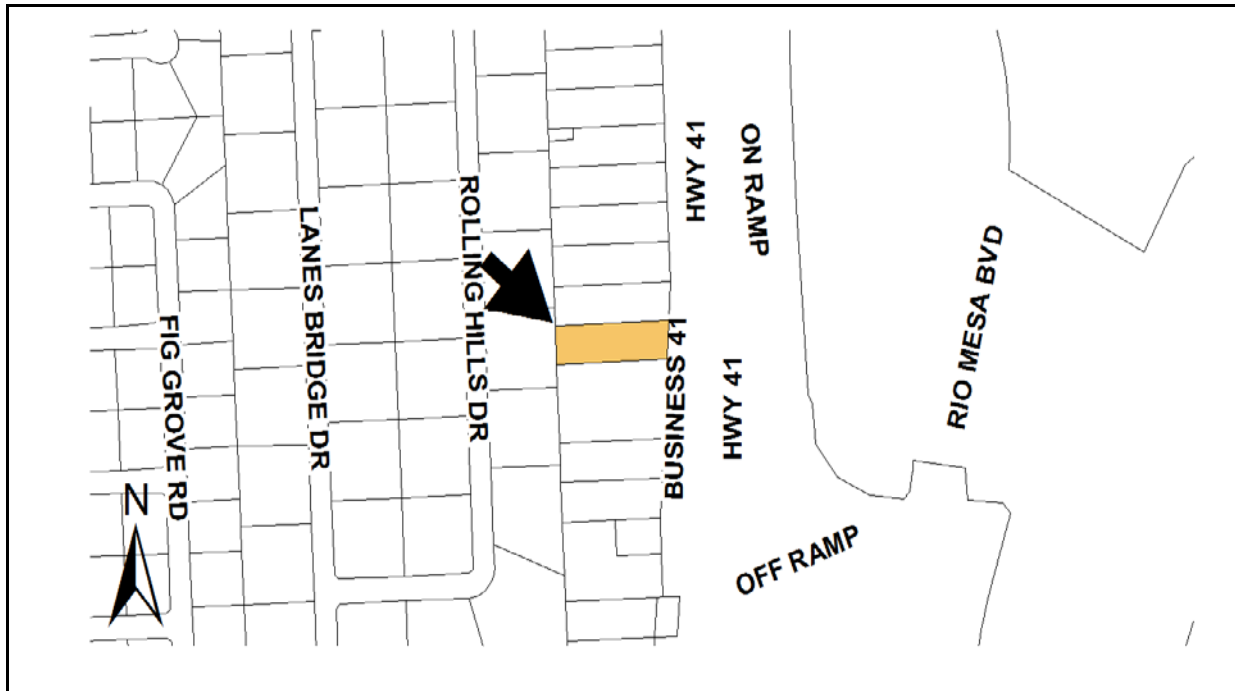 HWY 41
ON RAMP
ROLLING HILLS DR
LANES BRIDGE DR
RIO MESA BVD
FIG GROVE RD
BUSINESS 41
HWY 41
N
OFF RAMP